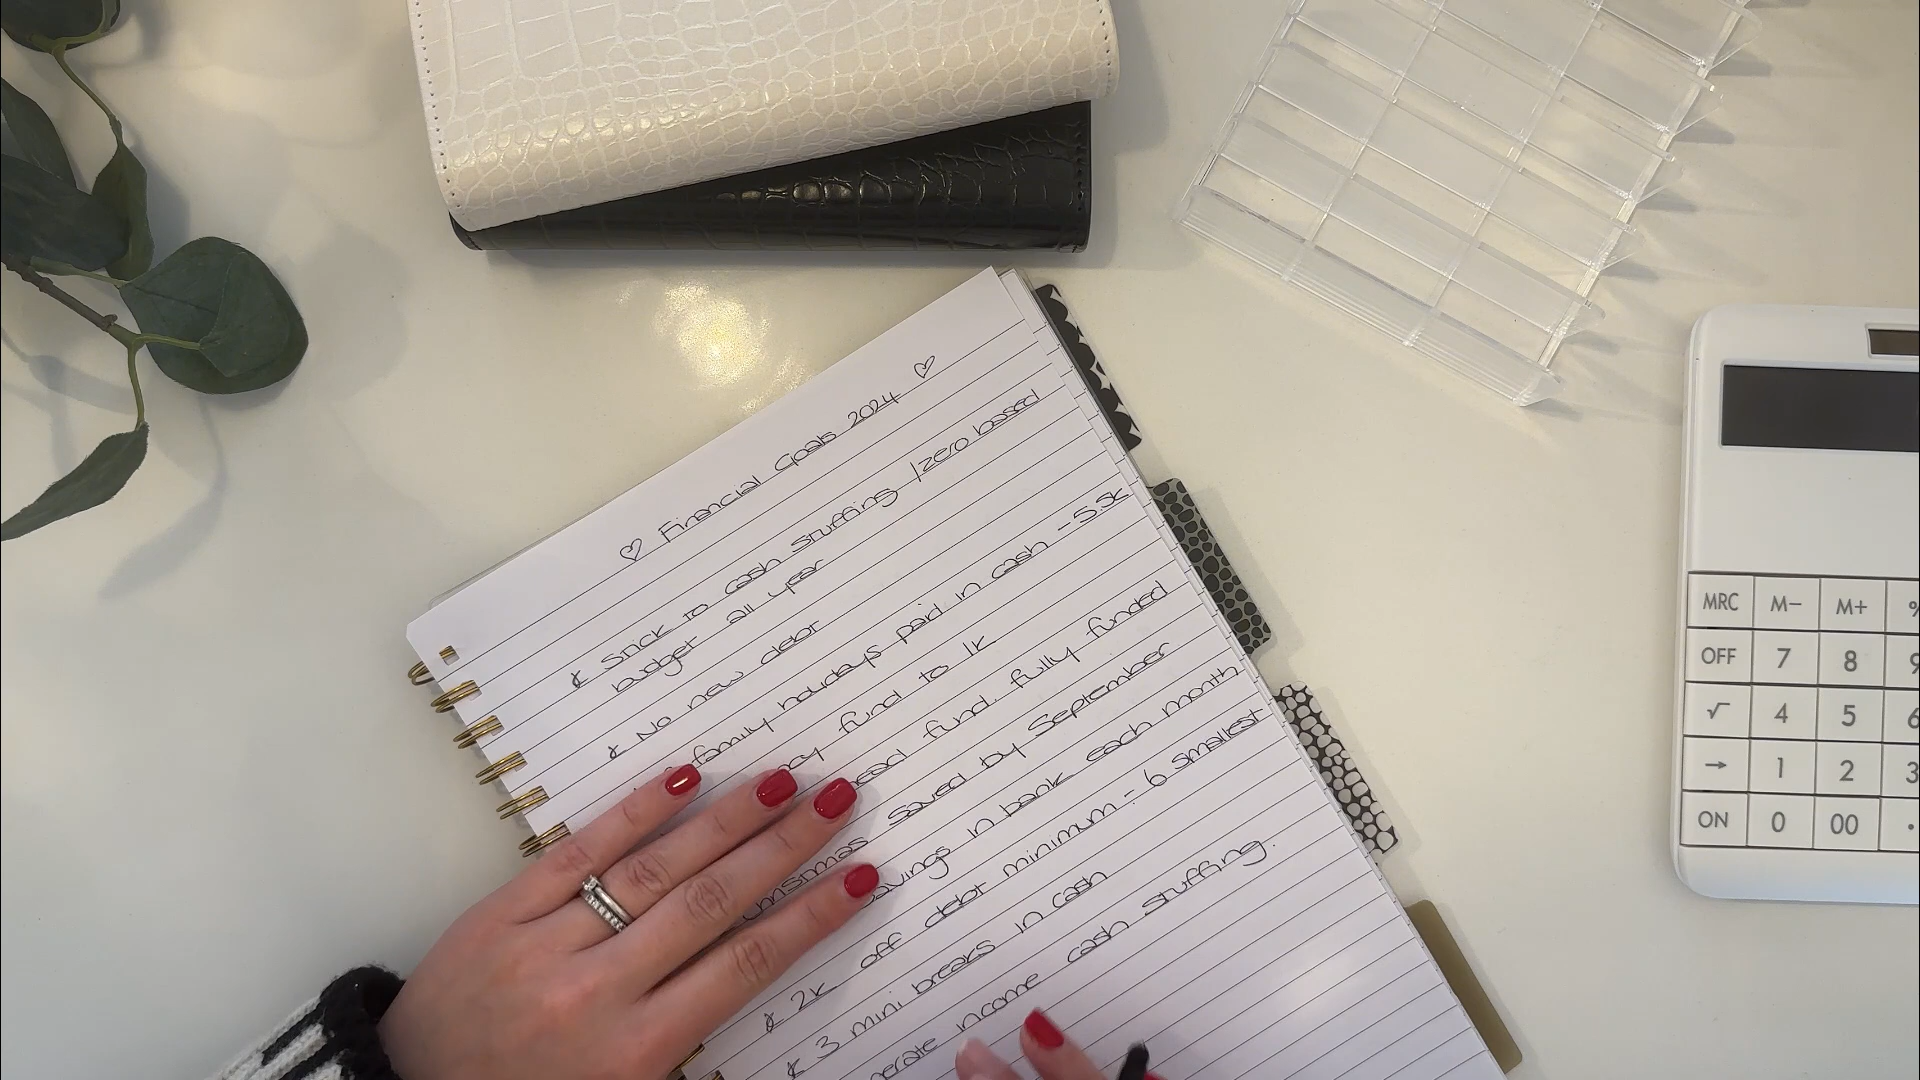 ♡ Financial Goals 2024 ♡
Stick to cash stuffing / zero based
budget all year
No new debt
family holidays paid in cash - 5.5k
fund to 1k
fund fully funded
saved by September
savings in bank each month
2k off debt minimum - 6 smallest
3 mini breaks in cash
income cash stuffing.
MRC M− M+ %
OFF 7 8 9
√ 4 5 6
→ 1 2 3
ON 0 00 .